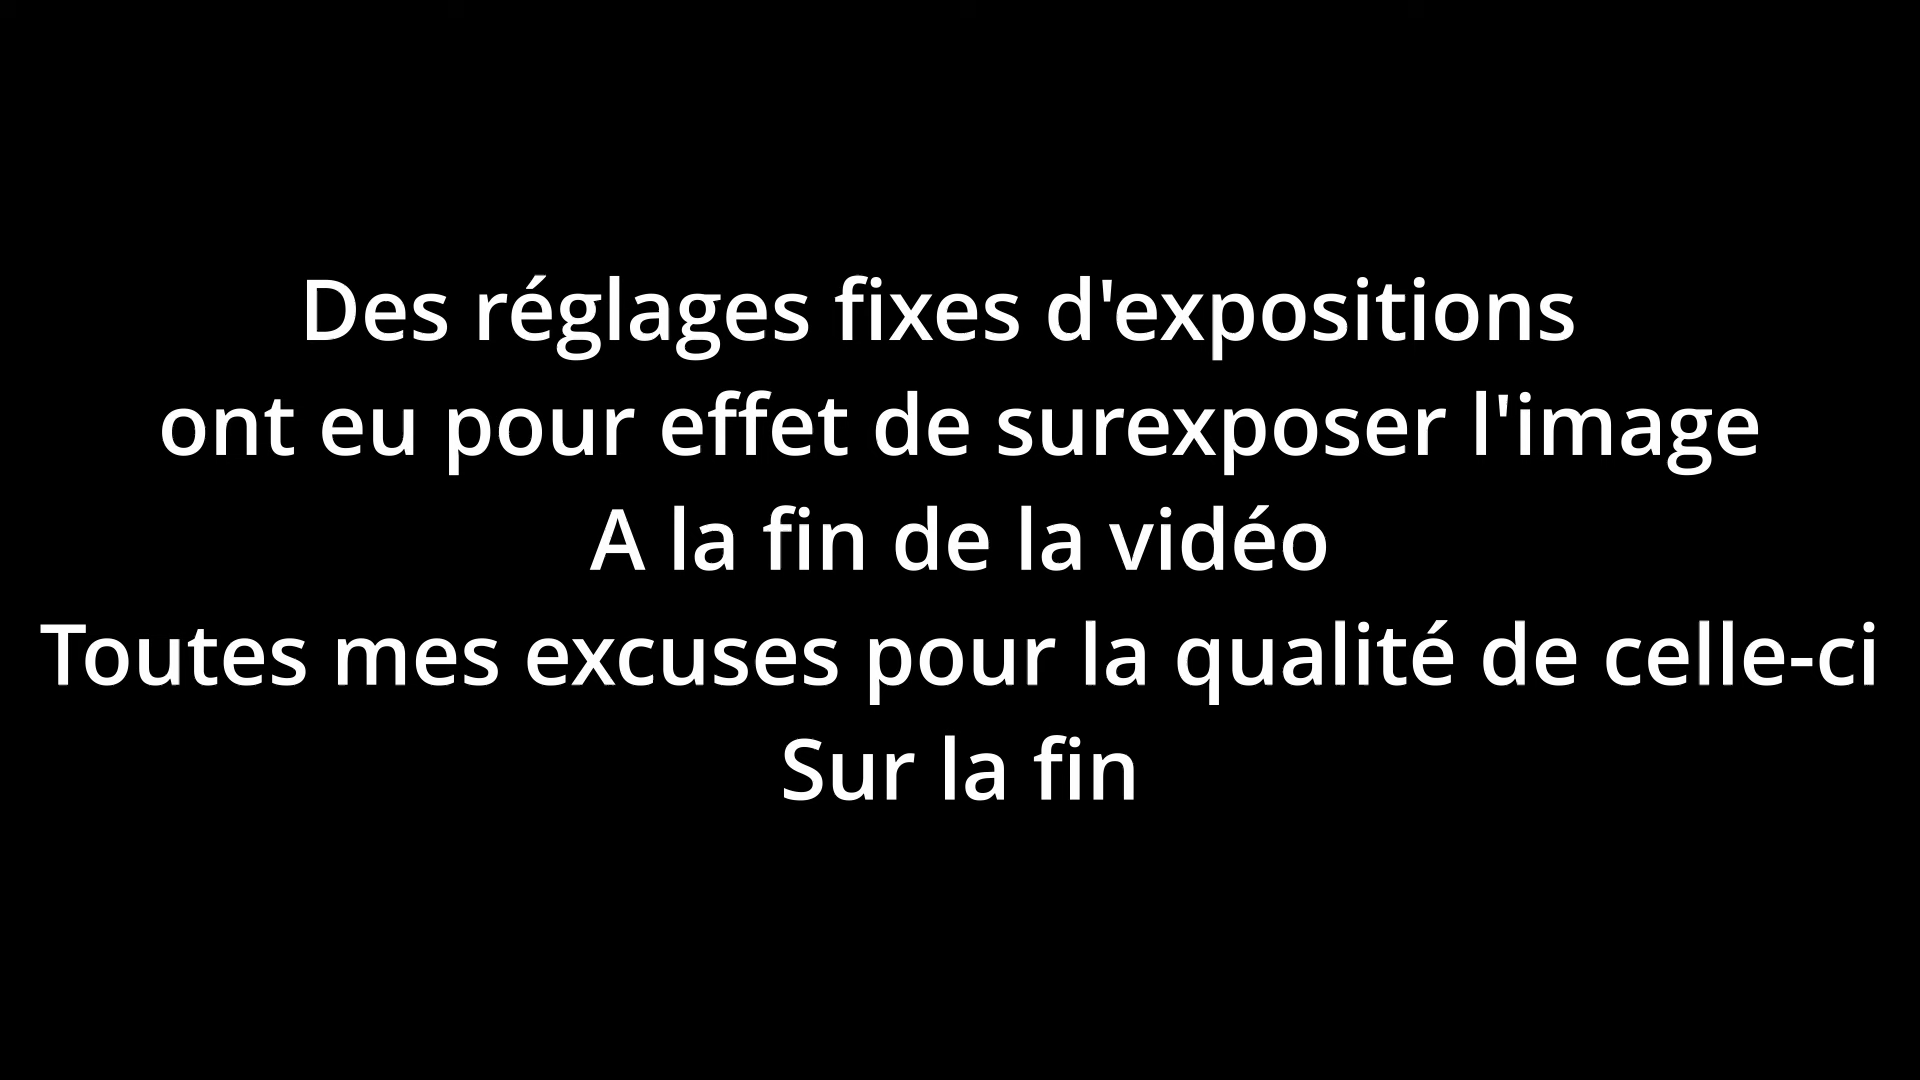 Des réglages fixes d'expositions
ont eu pour effet de surexposer l'image
A la fin de la vidéo
Toutes mes excuses pour la qualité de celle-ci
Sur la fin